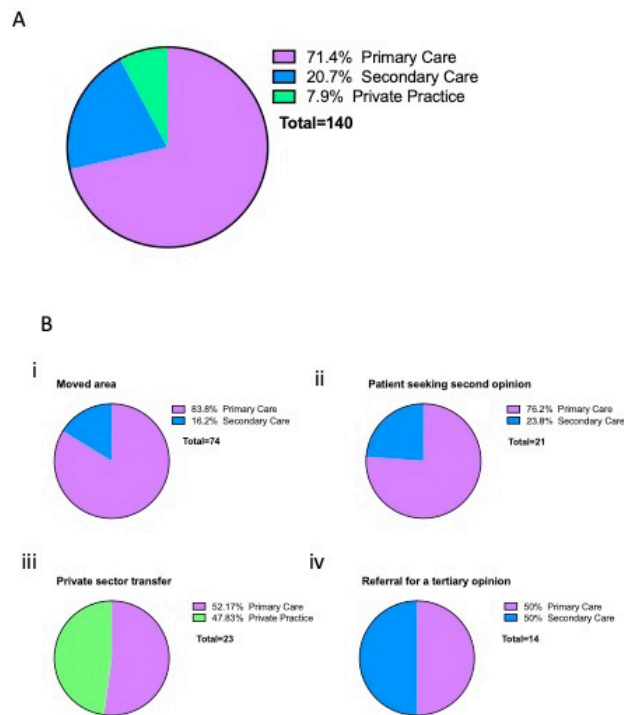 A
71.4% Primary Care
20.7% Secondary Care
7.9% Private Practice
Total=140
B
i
Moved area
83.8% Primary Care
16.2% Secondary Care
Total=74
ii
Patient seeking second opinion
76.2% Primary Care
23.8% Secondary Care
Total=21
iii
Private sector transfer
52.17% Primary Care
47.83% Private Practice
Total=23
iv
Referral for a tertiary opinion
50% Primary Care
50% Secondary Care
Total=14